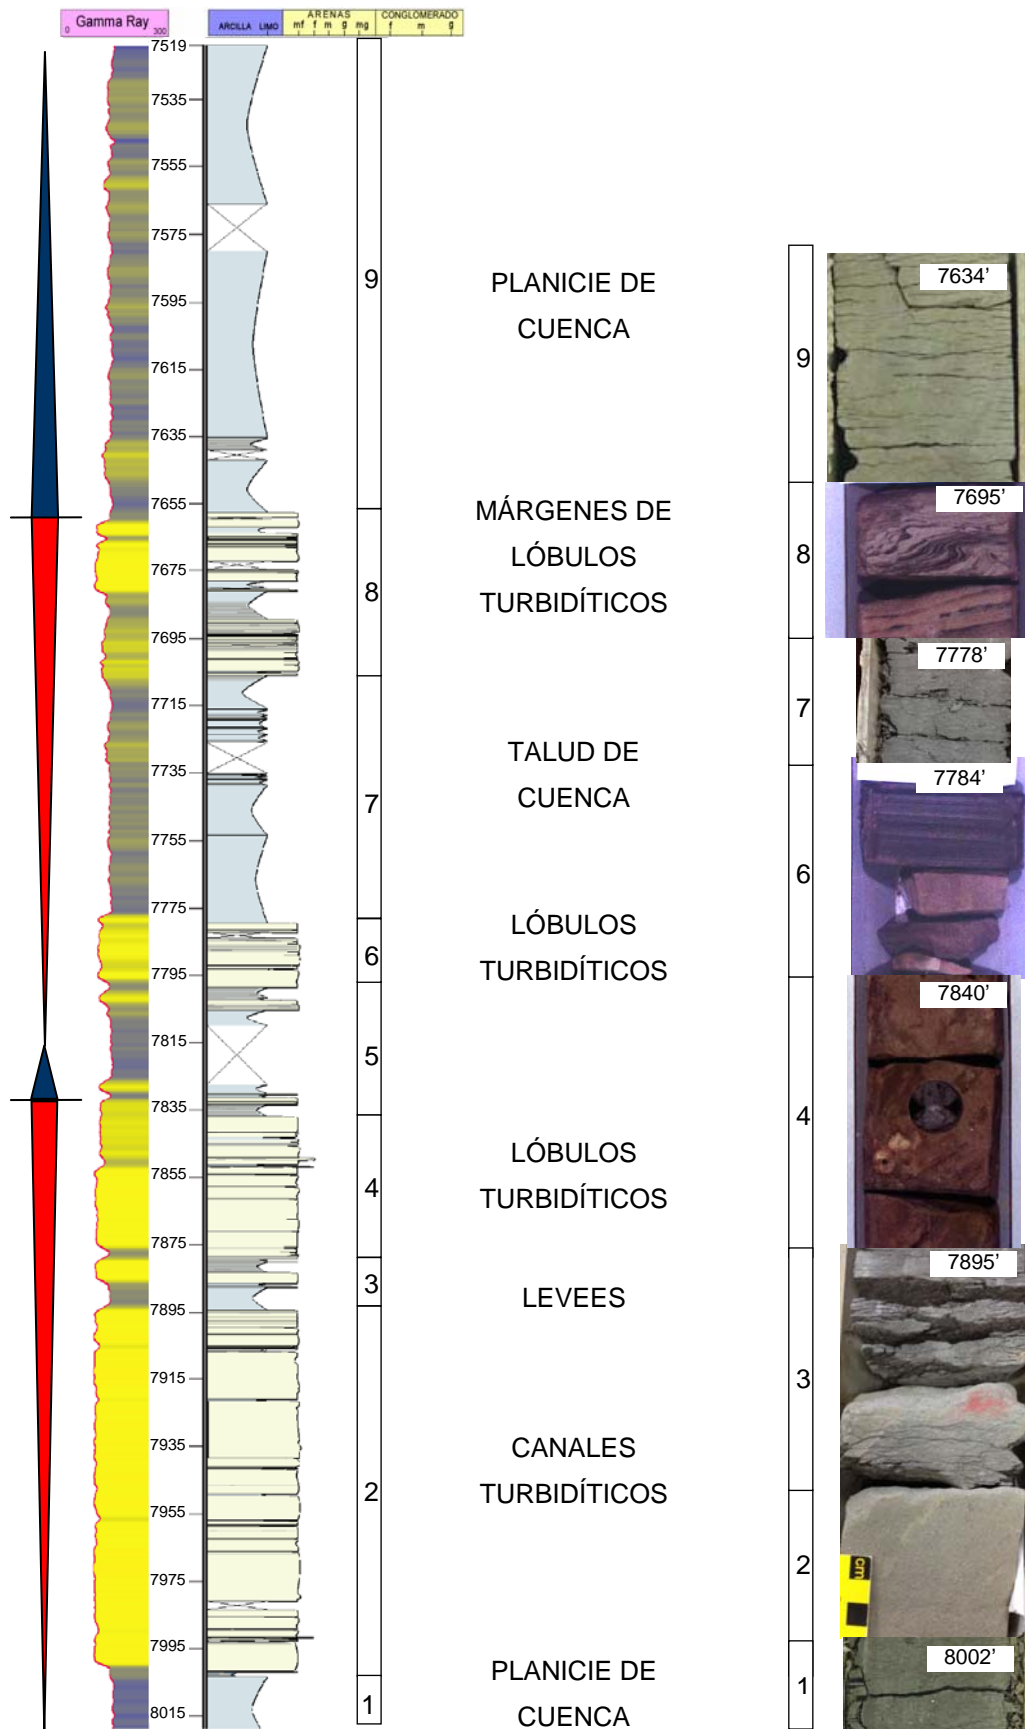 Gamma Ray
0 300
ARCILLA LIMO
ARENAS
mf f m g mg
CONGLOMERADO
f m g
7519
7535
7555
7575
7595
7615
7635
7655
7675
7695
7715
7735
7755
7775
7795
7815
7835
7855
7875
7895
7915
7935
7955
7975
7995
8015
9
8
7
6
5
4
3
2
1
PLANICIE DE
CUENCA
MÁRGENES DE
LÓBULOS
TURBIDÍTICOS
TALUD DE
CUENCA
LÓBULOS
TURBIDÍTICOS
LÓBULOS
TURBIDÍTICOS
LEVEES
CANALES
TURBIDÍTICOS
PLANICIE DE
CUENCA
9
8
7
6
4
3
2
1
7634’
7695’
7778’
7784’
7840’
7895’
cm
8002’